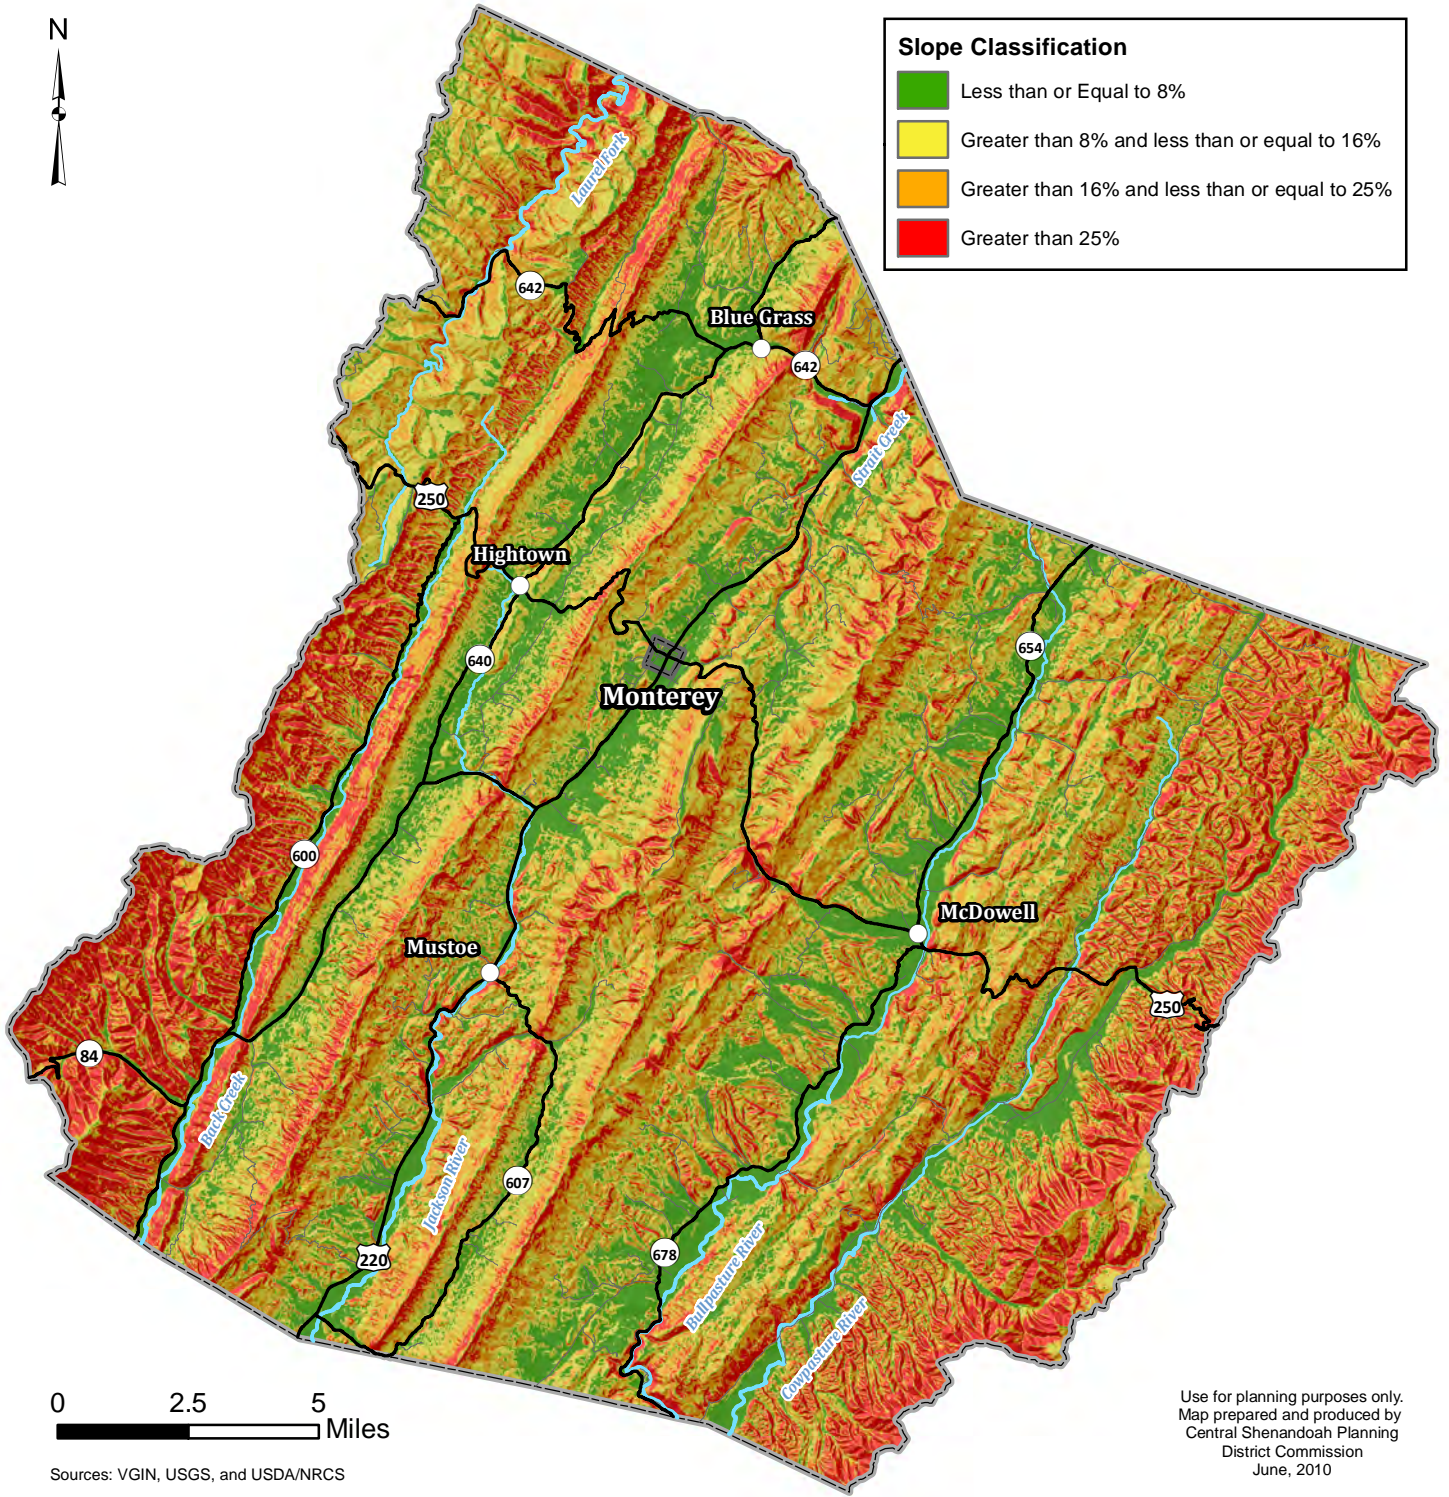 N
Slope Classification
Less than or Equal to 8%
Greater than 8% and less than or equal to 16%
Greater than 16% and less than or equal to 25%
Greater than 25%
Laurel Fork
642
Blue Grass
642
Strait Creek
250
Hightown
654
640
Monterey
600
McDowell
Mustoe
250
84
Back Creek
Jackson River
607
678
220
Bullpasture River
Cowpasture River
0 2.5 5
Miles
Sources: VGIN, USGS, and USDA/NRCS
Use for planning purposes only.
Map prepared and produced by
Central Shenandoah Planning
District Commission
June, 2010